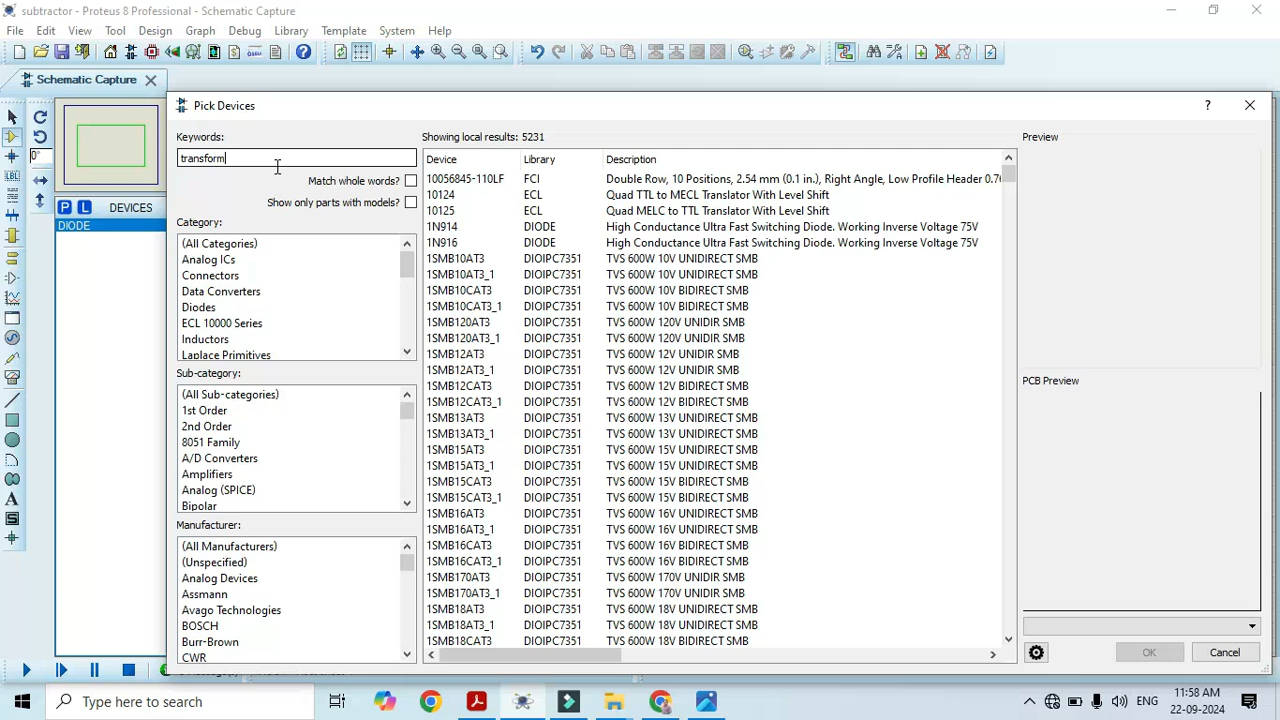 subtractor - Proteus 8 Professional - Schematic Capture
File Edit View Tool Design Graph Debug Library Template System Help
Schematic Capture
Pick Devices
Keywords:
transform
Match whole words?
Show only parts with models?
Category:
(All Categories)
Analog ICs
Connectors
Data Converters
Diodes
ECL 10000 Series
Inductors
Laplace Primitives
Sub-category:
(All Sub-categories)
1st Order
2nd Order
8051 Family
A/D Converters
Amplifiers
Analog (SPICE)
Bipolar
Manufacturer:
(All Manufacturers)
(Unspecified)
Analog Devices
Assmann
Avago Technologies
BOSCH
Burr-Brown
CWR
0°
LBL
P L DEVICES
DIODE
Showing local results: 5231
Device Library Description
10056845-110LF FCI Double Row, 10 Positions, 2.54 mm (0.1 in.), Right Angle, Low Profile Header 0.76
10124 ECL Quad TTL to MECL Translator With Level Shift
10125 ECL Quad MELC to TTL Translator With Level Shift
1N914 DIODE High Conductance Ultra Fast Switching Diode. Working Inverse Voltage 75V
1N916 DIODE High Conductance Ultra Fast Switching Diode. Working Inverse Voltage 75V
1SMB10AT3 DIOIPC7351 TVS 600W 10V UNIDIRECT SMB
1SMB10AT3_1 DIOIPC7351 TVS 600W 10V UNIDIRECT SMB
1SMB10CAT3 DIOIPC7351 TVS 600W 10V BIDIRECT SMB
1SMB10CAT3_1 DIOIPC7351 TVS 600W 10V BIDIRECT SMB
1SMB120AT3 DIOIPC7351 TVS 600W 120V UNIDIR SMB
1SMB120AT3_1 DIOIPC7351 TVS 600W 120V UNIDIR SMB
1SMB12AT3 DIOIPC7351 TVS 600W 12V UNIDIR SMB
1SMB12AT3_1 DIOIPC7351 TVS 600W 12V UNIDIR SMB
1SMB12CAT3 DIOIPC7351 TVS 600W 12V BIDIRECT SMB
1SMB12CAT3_1 DIOIPC7351 TVS 600W 12V BIDIRECT SMB
1SMB13AT3 DIOIPC7351 TVS 600W 13V UNIDIRECT SMB
1SMB13AT3_1 DIOIPC7351 TVS 600W 13V UNIDIRECT SMB
1SMB15AT3 DIOIPC7351 TVS 600W 15V UNIDIRECT SMB
1SMB15AT3_1 DIOIPC7351 TVS 600W 15V UNIDIRECT SMB
1SMB15CAT3 DIOIPC7351 TVS 600W 15V BIDIRECT SMB
1SMB15CAT3_1 DIOIPC7351 TVS 600W 15V BIDIRECT SMB
1SMB16AT3 DIOIPC7351 TVS 600W 16V UNIDIRECT SMB
1SMB16AT3_1 DIOIPC7351 TVS 600W 16V UNIDIRECT SMB
1SMB16CAT3 DIOIPC7351 TVS 600W 16V BIDIRECT SMB
1SMB16CAT3_1 DIOIPC7351 TVS 600W 16V BIDIRECT SMB
1SMB170AT3 DIOIPC7351 TVS 600W 170V UNIDIR SMB
1SMB170AT3_1 DIOIPC7351 TVS 600W 170V UNIDIR SMB
1SMB18AT3 DIOIPC7351 TVS 600W 18V UNIDIRECT SMB
1SMB18AT3_1 DIOIPC7351 TVS 600W 18V UNIDIRECT SMB
1SMB18CAT3 DIOIPC7351 TVS 600W 18V BIDIRECT SMB
Preview
PCB Preview
OK Cancel
Type here to search
ENG
11:58 AM
22-09-2024